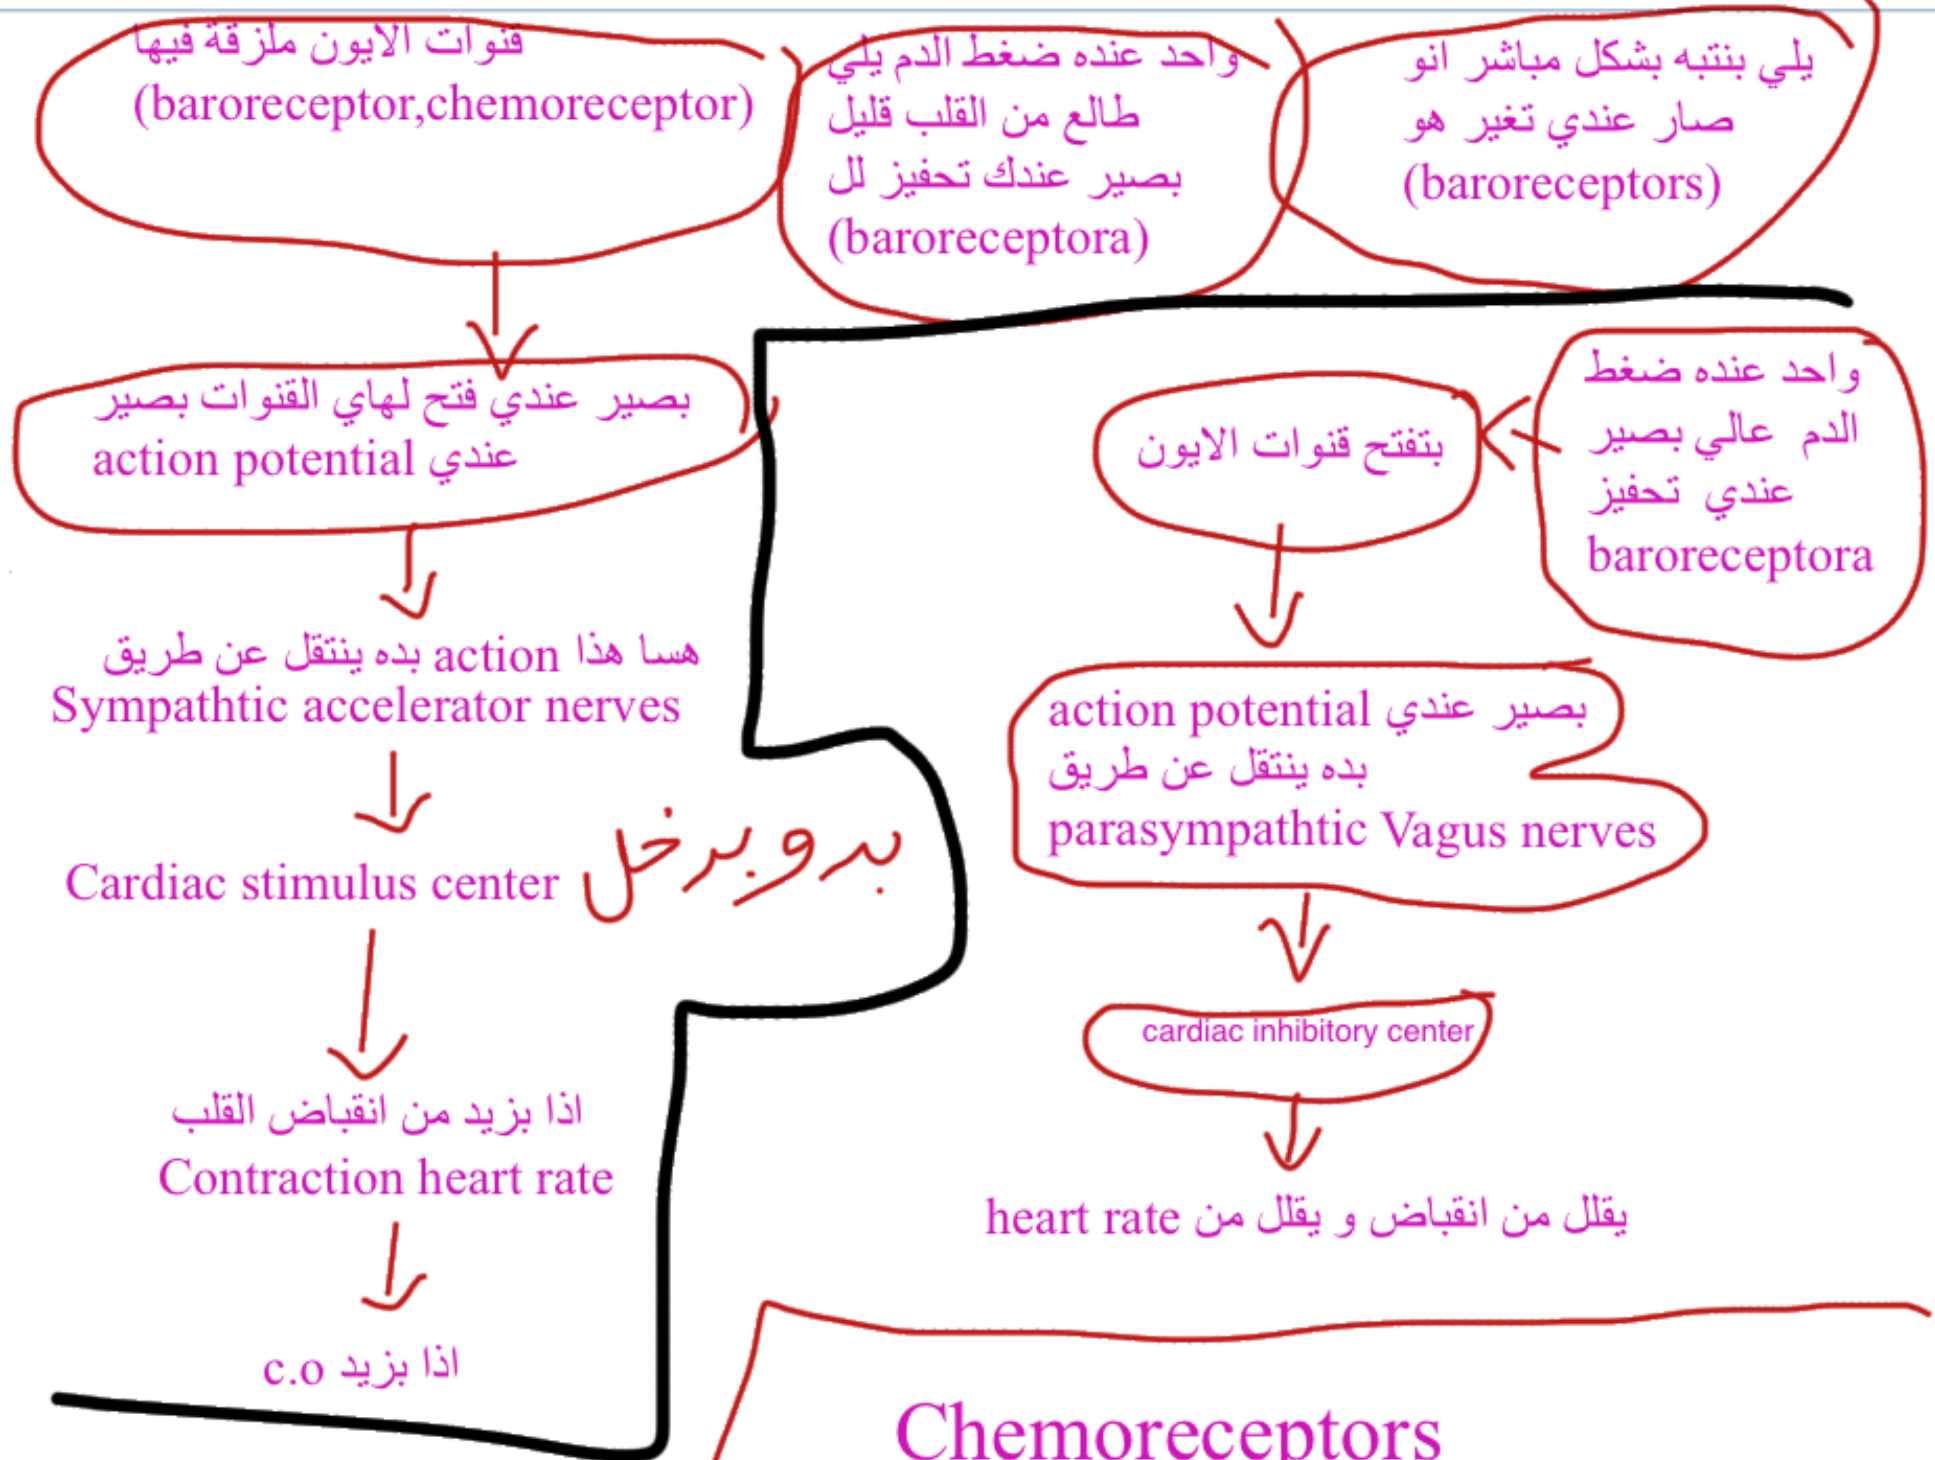 يلي بنتبه بشكل مباشر انو
صار عندي تغير هو
(baroreceptors)
واحد عنده ضغط الدم يلي
طالع من القلب قليل
بصير عندك تحفيز لل
(baroreceptora)
قنوات الايون ملزقة فيها
(baroreceptor,chemoreceptor)
بصير عندي فتح لهاي القنوات بصير
عندي action potential
هسا هذا action بده ينتقل عن طريق
Sympathtic accelerator nerves
بدو يدخل
Cardiac stimulus center
اذا بزيد من انقباض القلب
Contraction heart rate
اذا بزيد c.o
واحد عنده ضغط
الدم عالي بصير
عندي تحفيز
baroreceptora
بتفتح قنوات الايون
بصير عندي action potential
بده ينتقل عن طريق
parasympathtic Vagus nerves
cardiac inhibitory center
يقلل من انقباض و يقلل من heart rate
Chemoreceptors